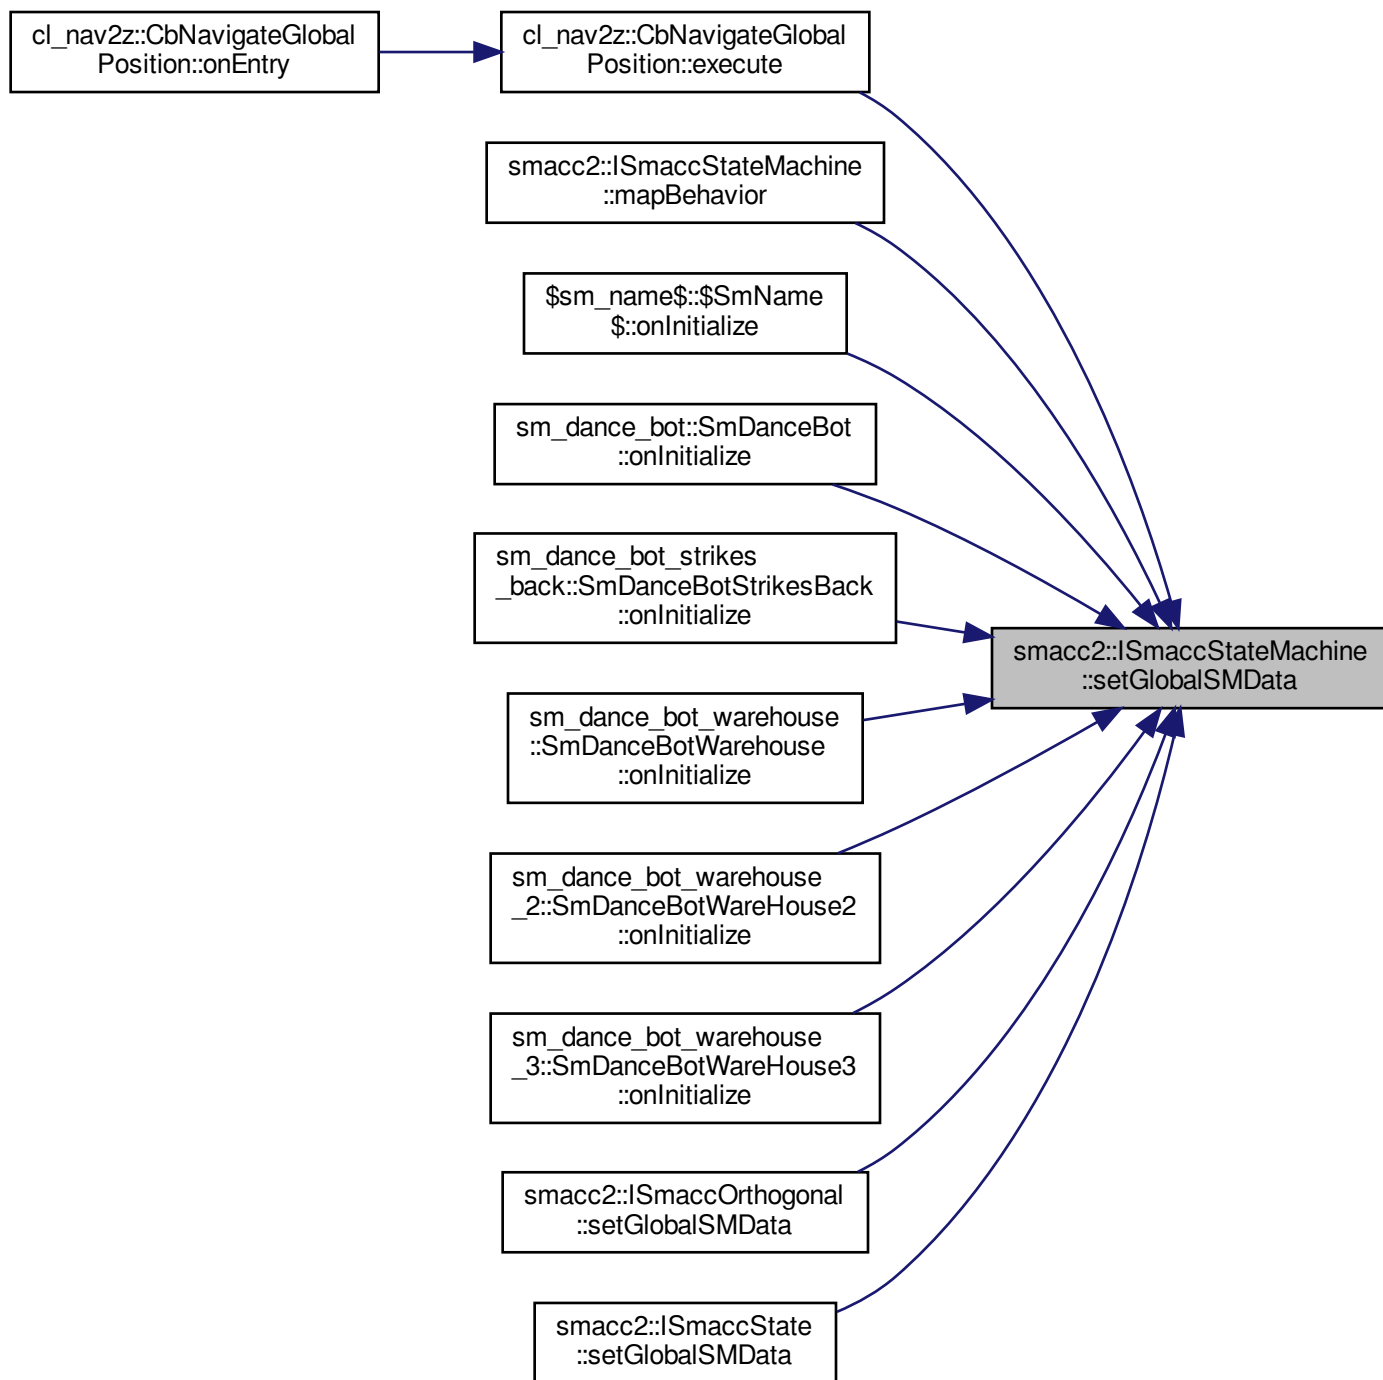 cl_nav2z::CbNavigateGlobal
Position::onEntry
cl_nav2z::CbNavigateGlobal
Position::execute
smacc2::ISmaccStateMachine
::mapBehavior
$sm_name$::$SmName
$::onInitialize
sm_dance_bot::SmDanceBot
::onInitialize
sm_dance_bot_strikes
_back::SmDanceBotStrikesBack
::onInitialize
smacc2::ISmaccStateMachine
::setGlobalSMData
sm_dance_bot_warehouse
::SmDanceBotWarehouse
::onInitialize
sm_dance_bot_warehouse
_2::SmDanceBotWareHouse2
::onInitialize
sm_dance_bot_warehouse
_3::SmDanceBotWareHouse3
::onInitialize
smacc2::ISmaccOrthogonal
::setGlobalSMData
smacc2::ISmaccState
::setGlobalSMData